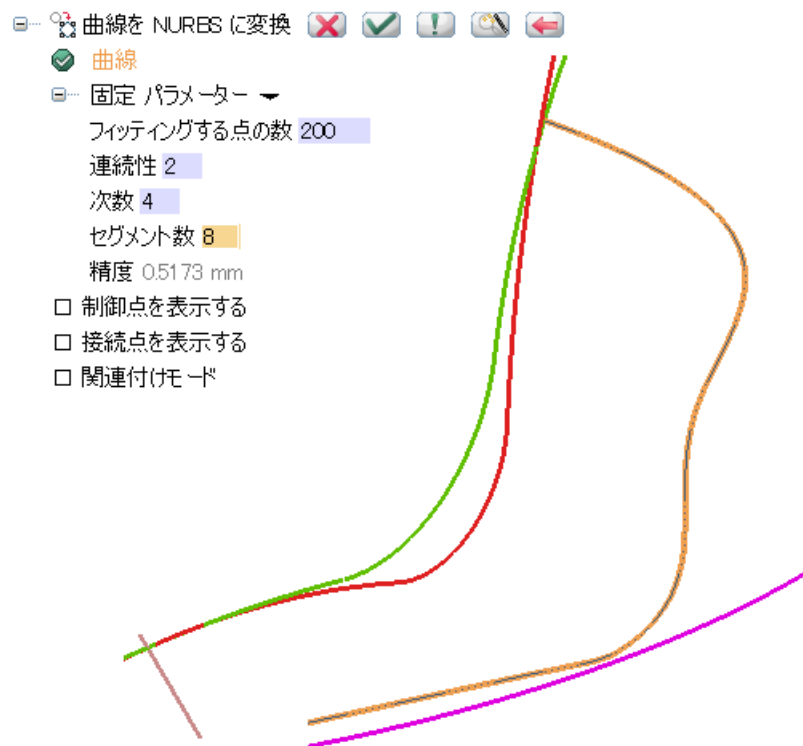 曲線を NURBS に変換
曲線
固定 パラメーター
フィッティングする点の数 200
連続性 2
次数 4
セグメント数 8
精度 0.5173 mm
制御点を表示する
接続点を表示する
関連付けモード